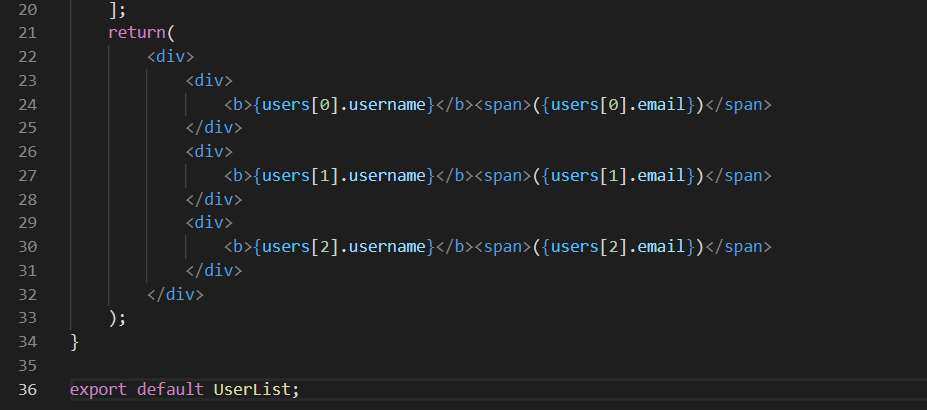 20 ];
21 return(
22 <div>
23 <div>
24 <b>{users[0].username}</b><span>({users[0].email})</span>
25 </div>
26 <div>
27 <b>{users[1].username}</b><span>({users[1].email})</span>
28 </div>
29 <div>
30 <b>{users[2].username}</b><span>({users[2].email})</span>
31 </div>
32 </div>
33 );
34 }
35
36 export default UserList;